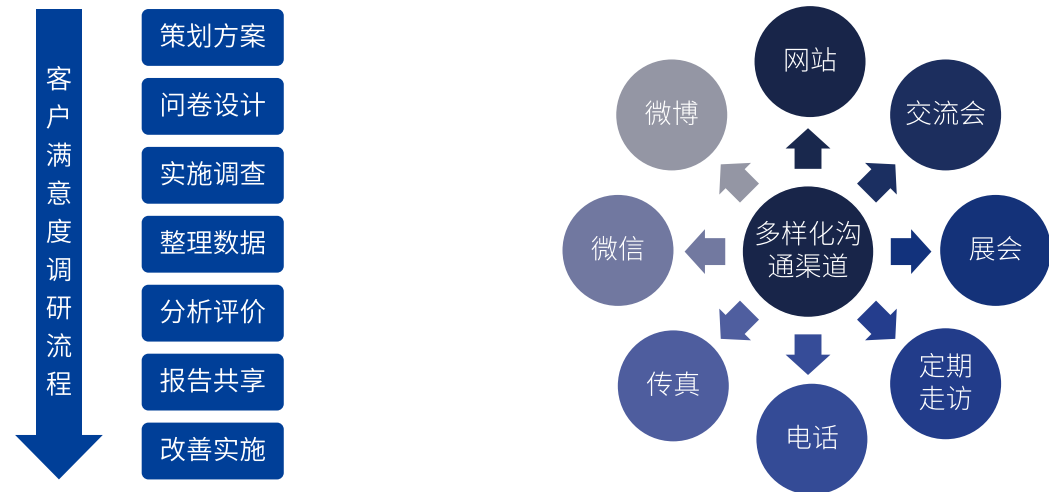 客户满意度调研流程
策划方案
问卷设计
实施调查
整理数据
分析评价
报告共享
改善实施
多样化沟
通渠道
网站
交流会
展会
定期
走访
电话
传真
微信
微博